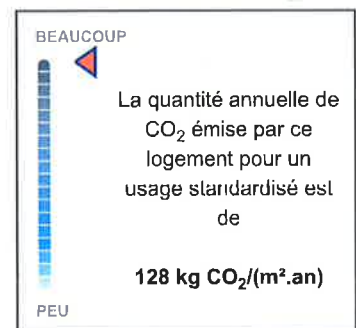 BEAUCOUP
La quantité annuelle de
CO₂ émise par ce
logement pour un
usage standardisé est
de
128 kg CO₂/(m².an)
PEU